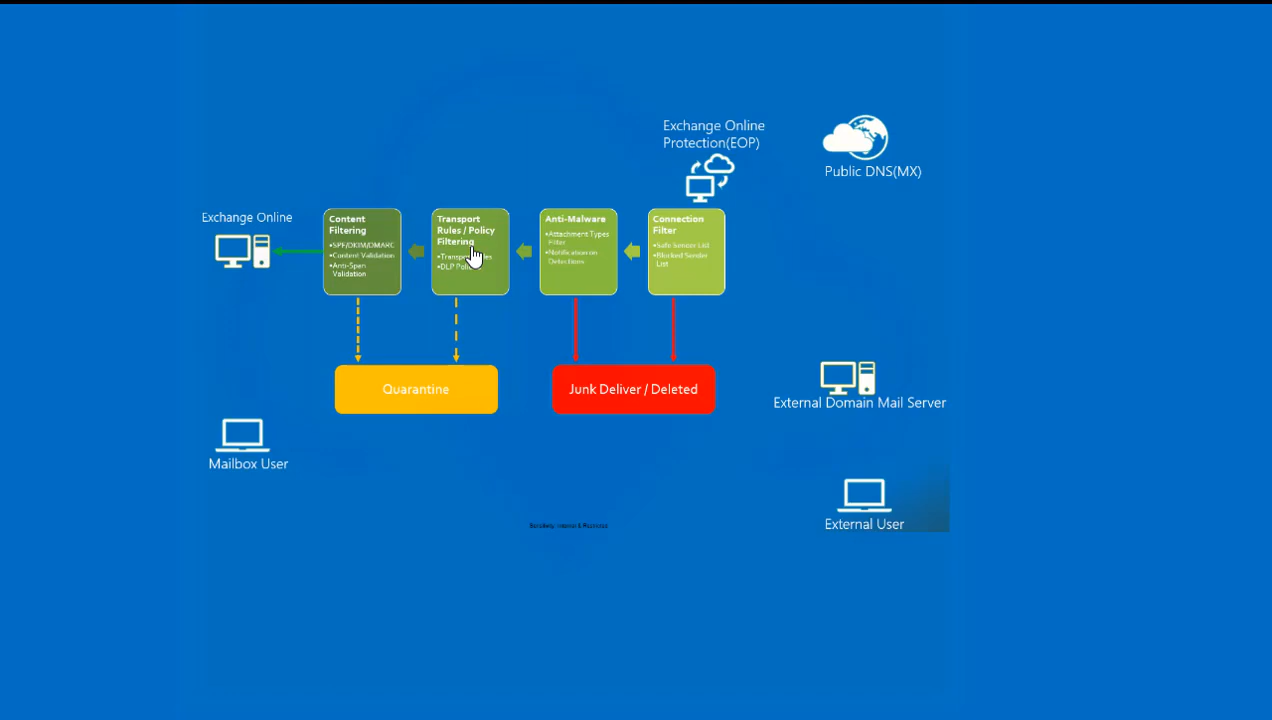 Exchange Online
Protection(EOP)
Public DNS(MX)
Exchange Online
Content
Filtering
•SPF/DKIM/DMARC
•Content Validation
•Anti-Spam
Validation
Transport
Rules / Policy
Filtering
•DLP
Anti-Malware
•Attachment Types
Filter
•Notification on
Detections
Connection
Filter
•Safe Sender List
•Blocked Sender
List
Quarantine
Junk Deliver / Deleted
External Domain Mail Server
Mailbox User
External User